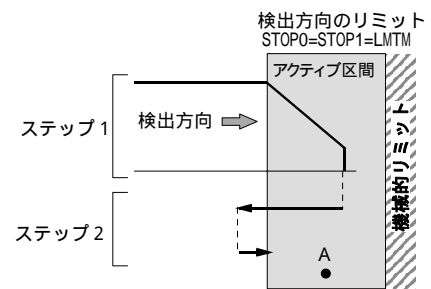 検出方向のリミット
STOP0=STOP1=LMTM
アクティブ区間
ステップ1
検出方向
機械的リミット
ステップ2
A